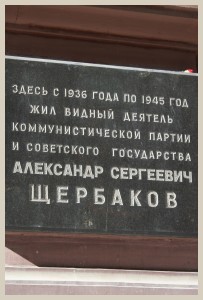 ЗДЕСЬ С 1936 ГОДА ПО 1945 ГОД
ЖИЛ ВИДНЫЙ ДЕЯТЕЛЬ
КОММУНИСТИЧЕСКОЙ ПАРТИИ
И СОВЕТСКОГО ГОСУДАРСТВА
АЛЕКСАНДР СЕРГЕЕВИЧ
ЩЕРБАКОВ